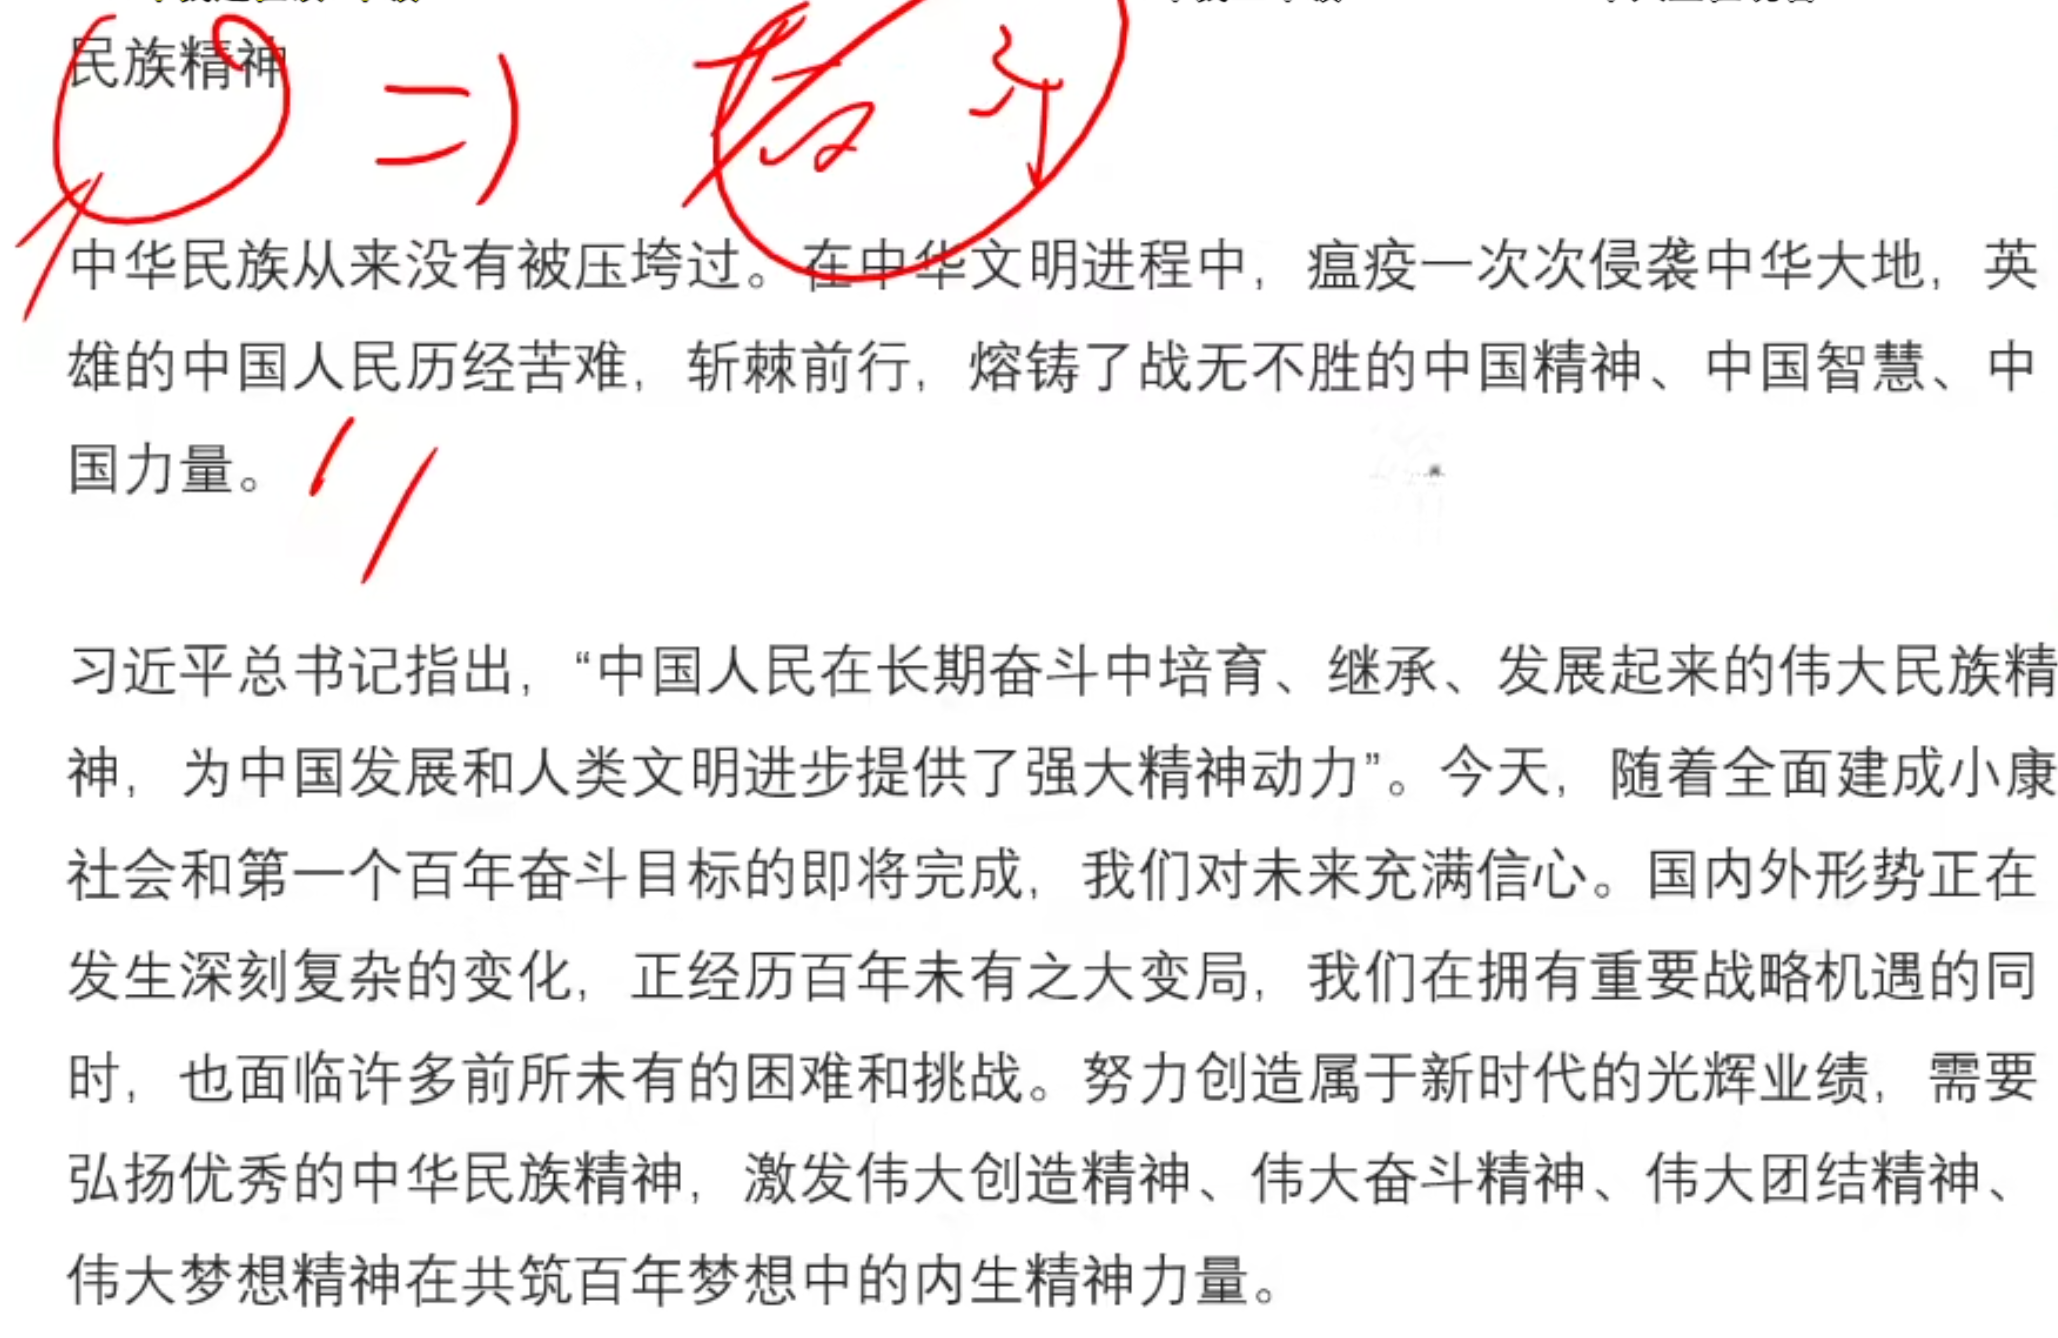 民族精神
中华民族从来没有被压垮过。在中华文明进程中，瘟疫一次次侵袭中华大地，英
雄的中国人民历经苦难，斩棘前行，熔铸了战无不胜的中国精神、中国智慧、中
国力量。
习近平总书记指出，“中国人民在长期奋斗中培育、继承、发展起来的伟大民族精
神，为中国发展和人类文明进步提供了强大精神动力”。今天，随着全面建成小康
社会和第一个百年奋斗目标的即将完成，我们对未来充满信心。国内外形势正在
发生深刻复杂的变化，正经历百年未有之大变局，我们在拥有重要战略机遇的同
时，也面临许多前所未有的困难和挑战。努力创造属于新时代的光辉业绩，需要
弘扬优秀的中华民族精神，激发伟大创造精神、伟大奋斗精神、伟大团结精神、
伟大梦想精神在共筑百年梦想中的内生精神力量。